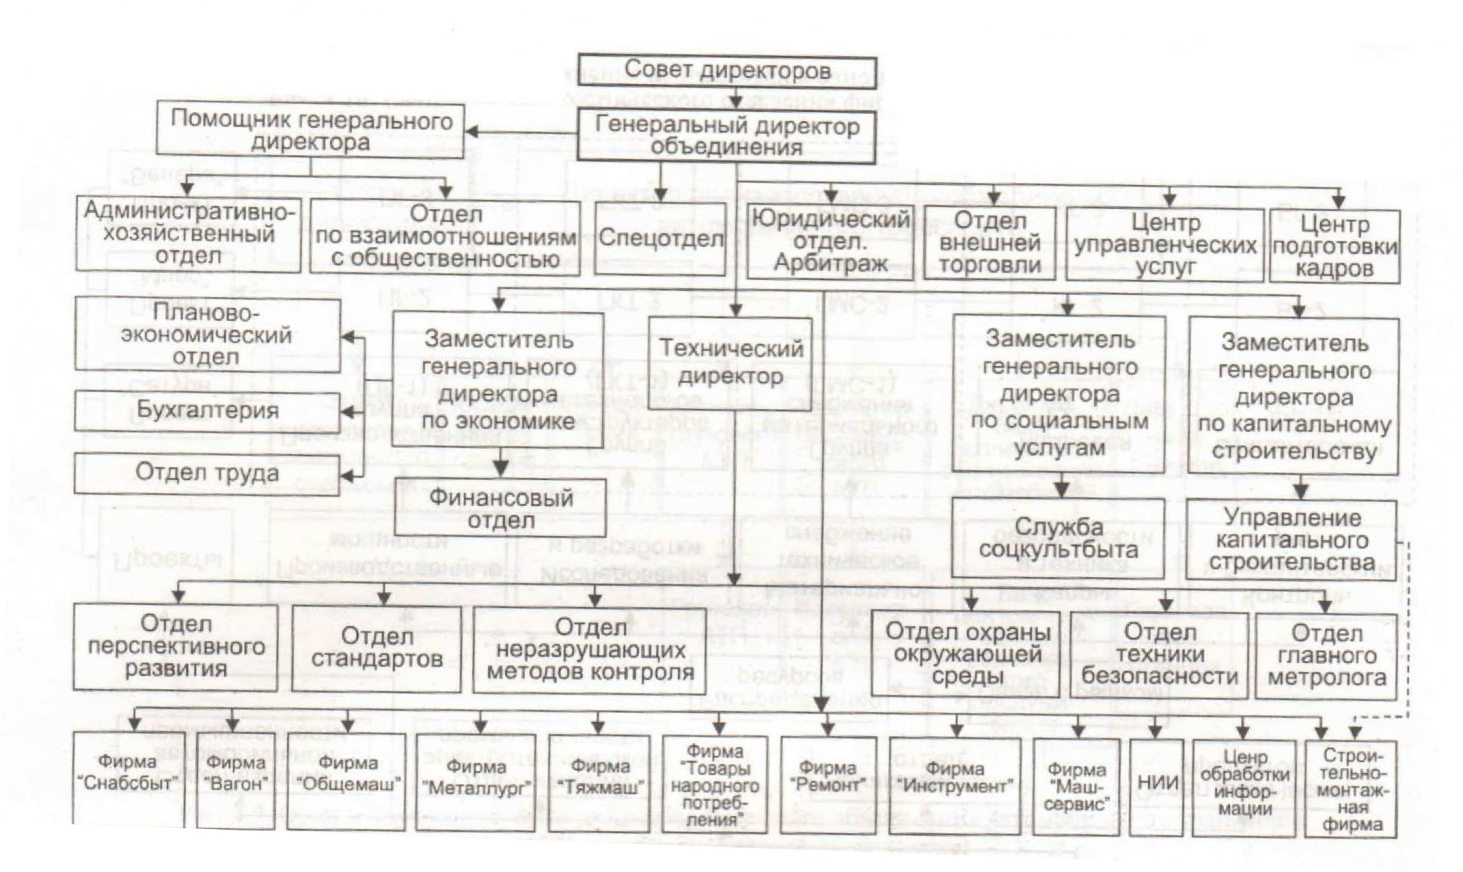 Совет директоров
Помощник генерального
директора
Генеральный директор
объединения
Административно-
хозяйственный
отдел
Отдел
по взаимоотношениям
с общественностью
Спецотдел
Юридический
отдел.
Арбитраж
Отдел
внешней
торговли
Центр
управленческих
услуг
Центр
подготовки
кадров
Планово-
экономический
отдел
Бухгалтерия
Отдел труда
Заместитель
генерального
директора
по экономике
Финансовый
отдел
Технический
директор
Заместитель
генерального
директора
по социальным
услугам
Служба
соцкультбыта
Заместитель
генерального
директора
по капитальному
строительству
Управление
капитального
строительства
Отдел
перспективного
развития
Отдел
стандартов
Отдел
неразрушающих
методов контроля
Отдел охраны
окружающей
среды
Отдел
техники
безопасности
Отдел
главного
метролога
Фирма
"Снабсбыт"
Фирма
"Вагон"
Фирма
"Общемаш"
Фирма
"Металлург"
Фирма
"Тяжмаш"
Фирма
"Товары
народного
потреб-
ления"
Фирма
"Ремонт"
Фирма
"Инструмент"
Фирма
"Маш-
сервис"
НИИ
Ценр
обработки
инфор-
мации
Строи-
тельно-
монтаж-
ная
фирма